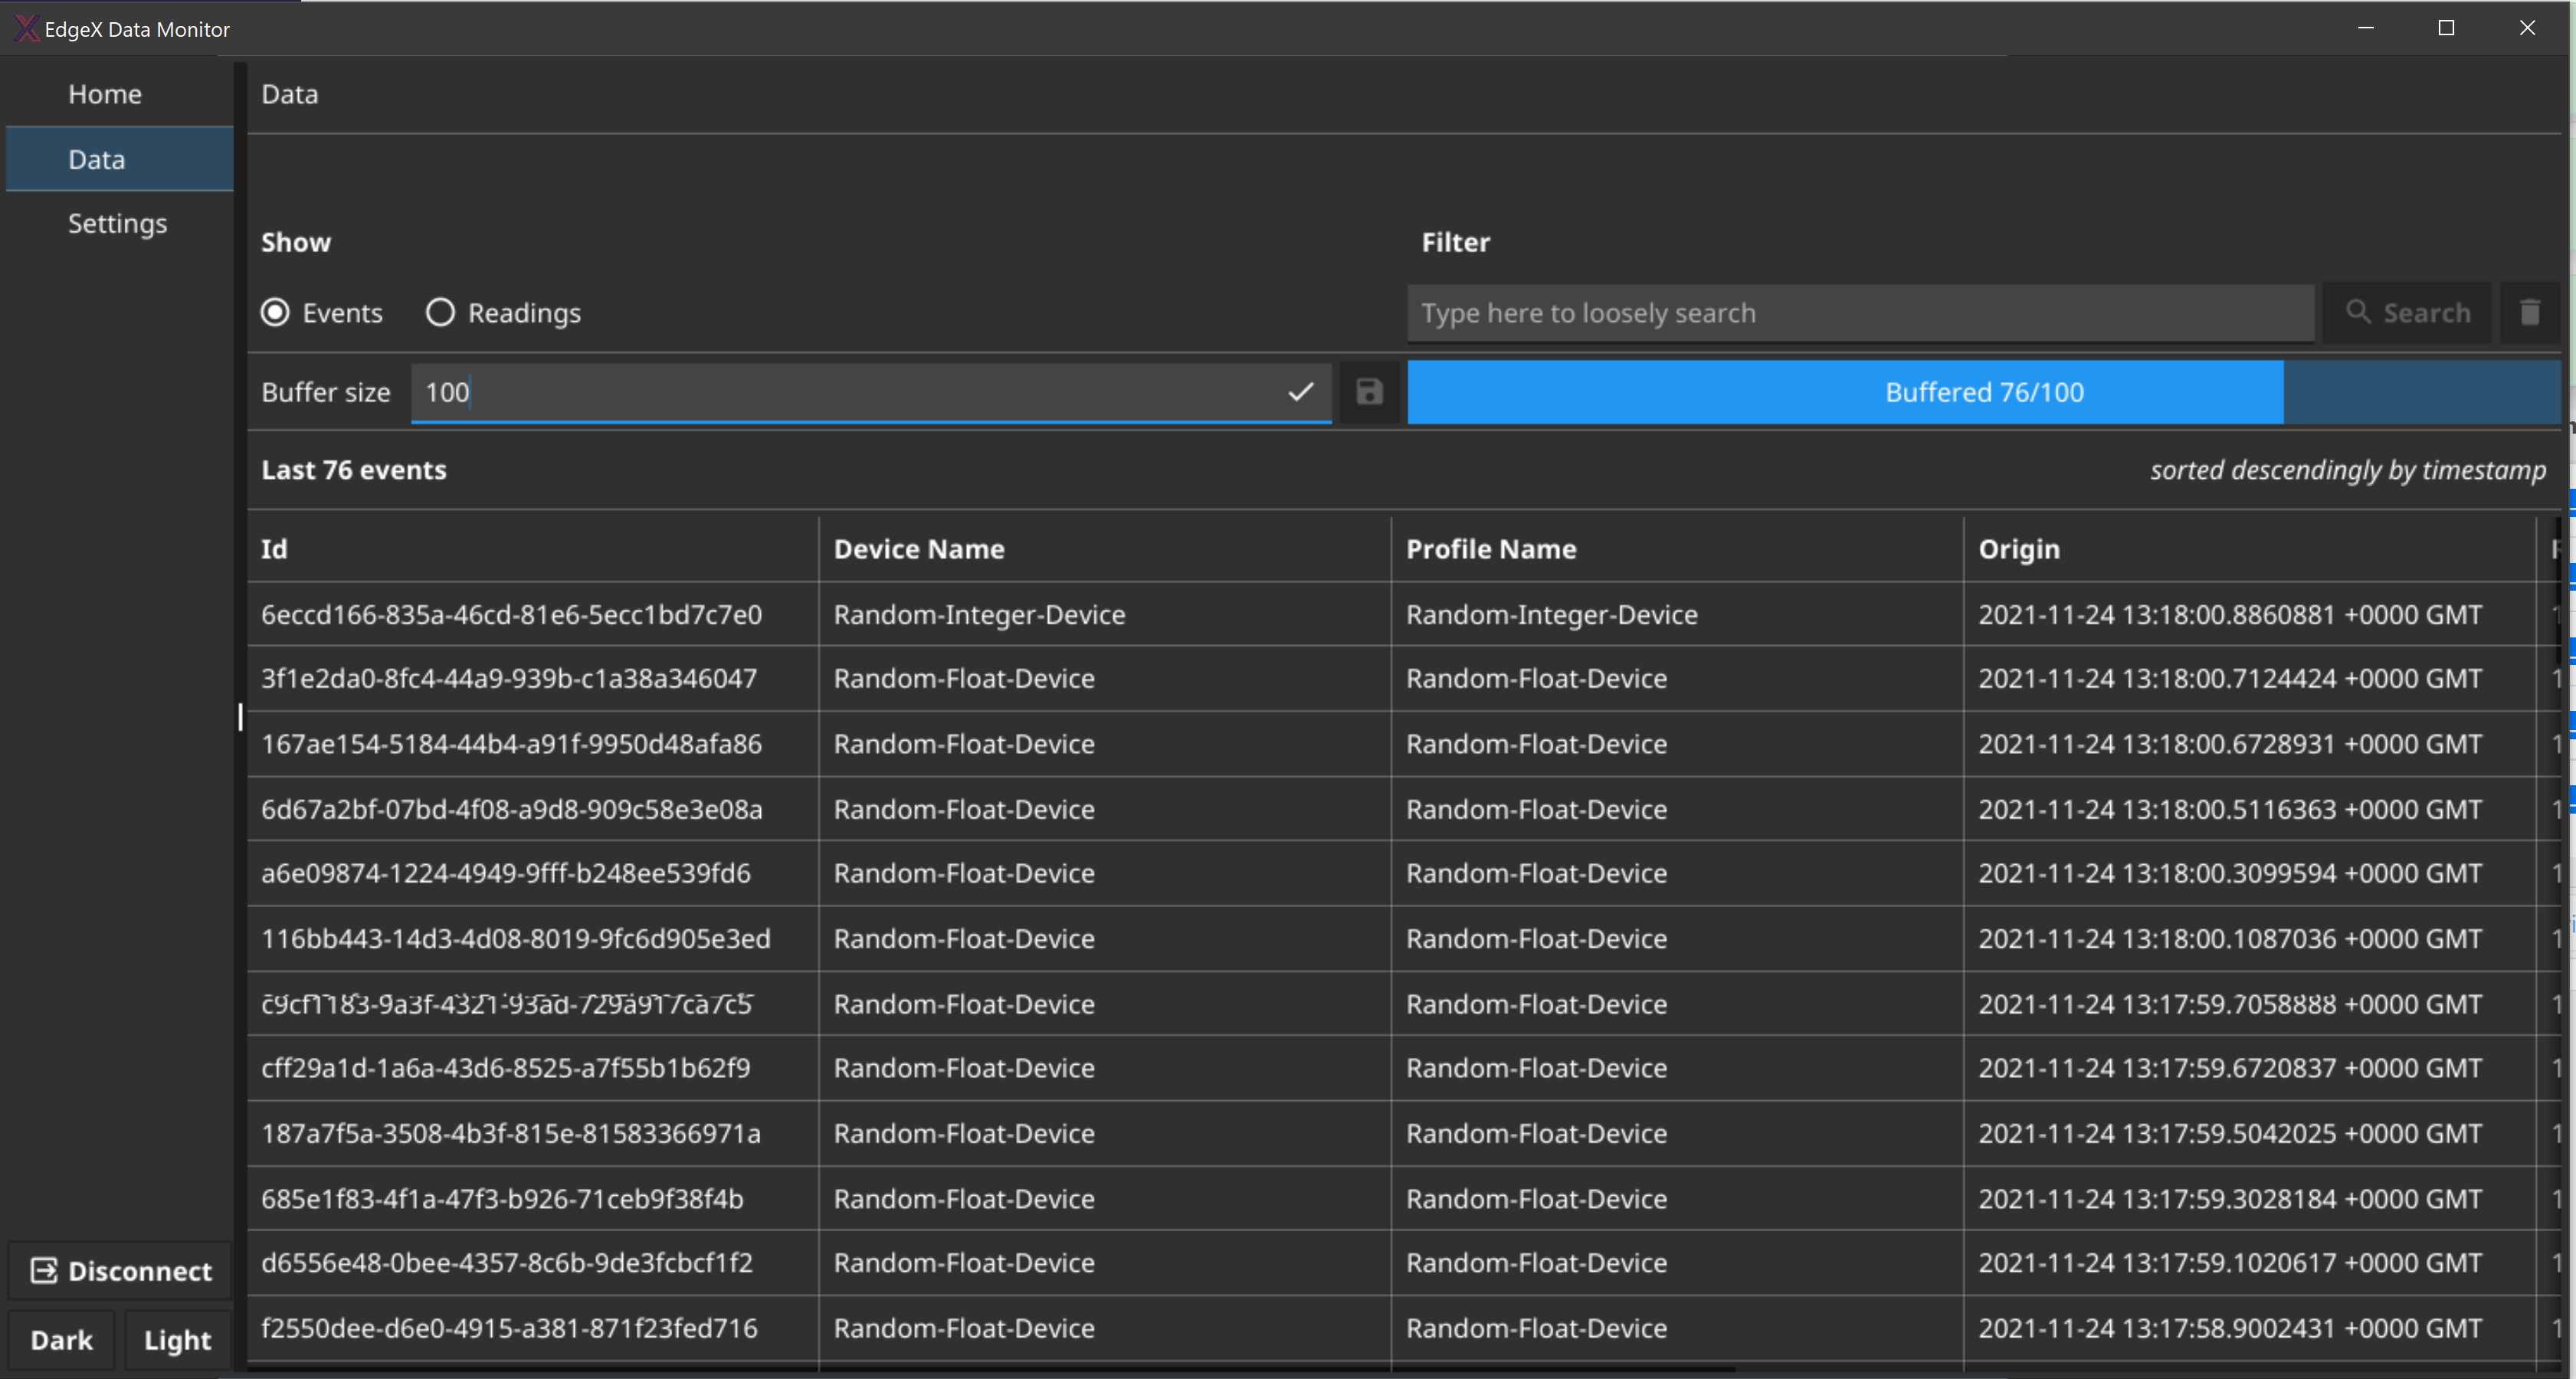 EdgeX Data Monitor
Home
Data
Settings
Disconnect
Dark Light
Data
Show
Events Readings
Filter
Type here to loosely search Search
Buffer size 100
Buffered 76/100
Last 76 events sorted descendingly by timestamp
Id Device Name Profile Name Origin
6eccd166-835a-46cd-81e6-5ecc1bd7c7e0 Random-Integer-Device Random-Integer-Device 2021-11-24 13:18:00.8860881 +0000 GMT
3f1e2da0-8fc4-44a9-939b-c1a38a346047 Random-Float-Device Random-Float-Device 2021-11-24 13:18:00.7124424 +0000 GMT
167ae154-5184-44b4-a91f-9950d48afa86 Random-Float-Device Random-Float-Device 2021-11-24 13:18:00.6728931 +0000 GMT
6d67a2bf-07bd-4f08-a9d8-909c58e3e08a Random-Float-Device Random-Float-Device 2021-11-24 13:18:00.5116363 +0000 GMT
a6e09874-1224-4949-9fff-b248ee539fd6 Random-Float-Device Random-Float-Device 2021-11-24 13:18:00.3099594 +0000 GMT
116bb443-14d3-4d08-8019-9fc6d905e3ed Random-Float-Device Random-Float-Device 2021-11-24 13:18:00.1087036 +0000 GMT
c9cf1183-9a3f-4321-93ad-729a917ca7c5 Random-Float-Device Random-Float-Device 2021-11-24 13:17:59.7058888 +0000 GMT
cff29a1d-1a6a-43d6-8525-a7f55b1b62f9 Random-Float-Device Random-Float-Device 2021-11-24 13:17:59.6720837 +0000 GMT
187a7f5a-3508-4b3f-815e-81583366971a Random-Float-Device Random-Float-Device 2021-11-24 13:17:59.5042025 +0000 GMT
685e1f83-4f1a-47f3-b926-71ceb9f38f4b Random-Float-Device Random-Float-Device 2021-11-24 13:17:59.3028184 +0000 GMT
d6556e48-0bee-4357-8c6b-9de3fcbcf1f2 Random-Float-Device Random-Float-Device 2021-11-24 13:17:59.1020617 +0000 GMT
f2550dee-d6e0-4915-a381-871f23fed716 Random-Float-Device Random-Float-Device 2021-11-24 13:17:58.9002431 +0000 GMT